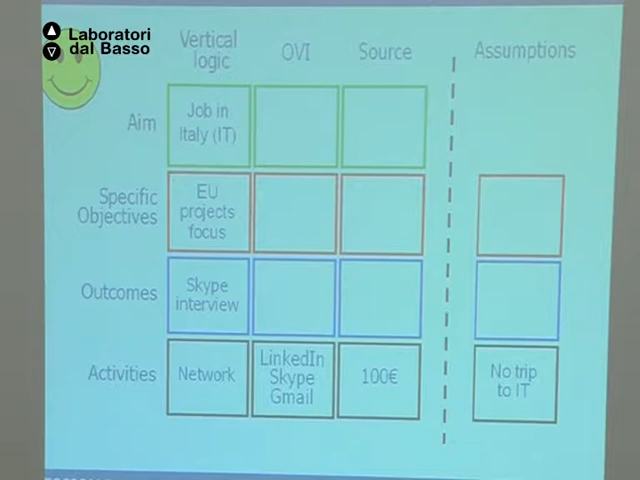 Laboratori
dal Basso
Vertical
logic
OVI
Source
Assumptions
Aim
Job in
Italy (IT)
Specific
Objectives
EU
projects
focus
Outcomes
Skype
interview
Activities
Network
LinkedIn
Skype
Gmail
100€
No trip
to IT